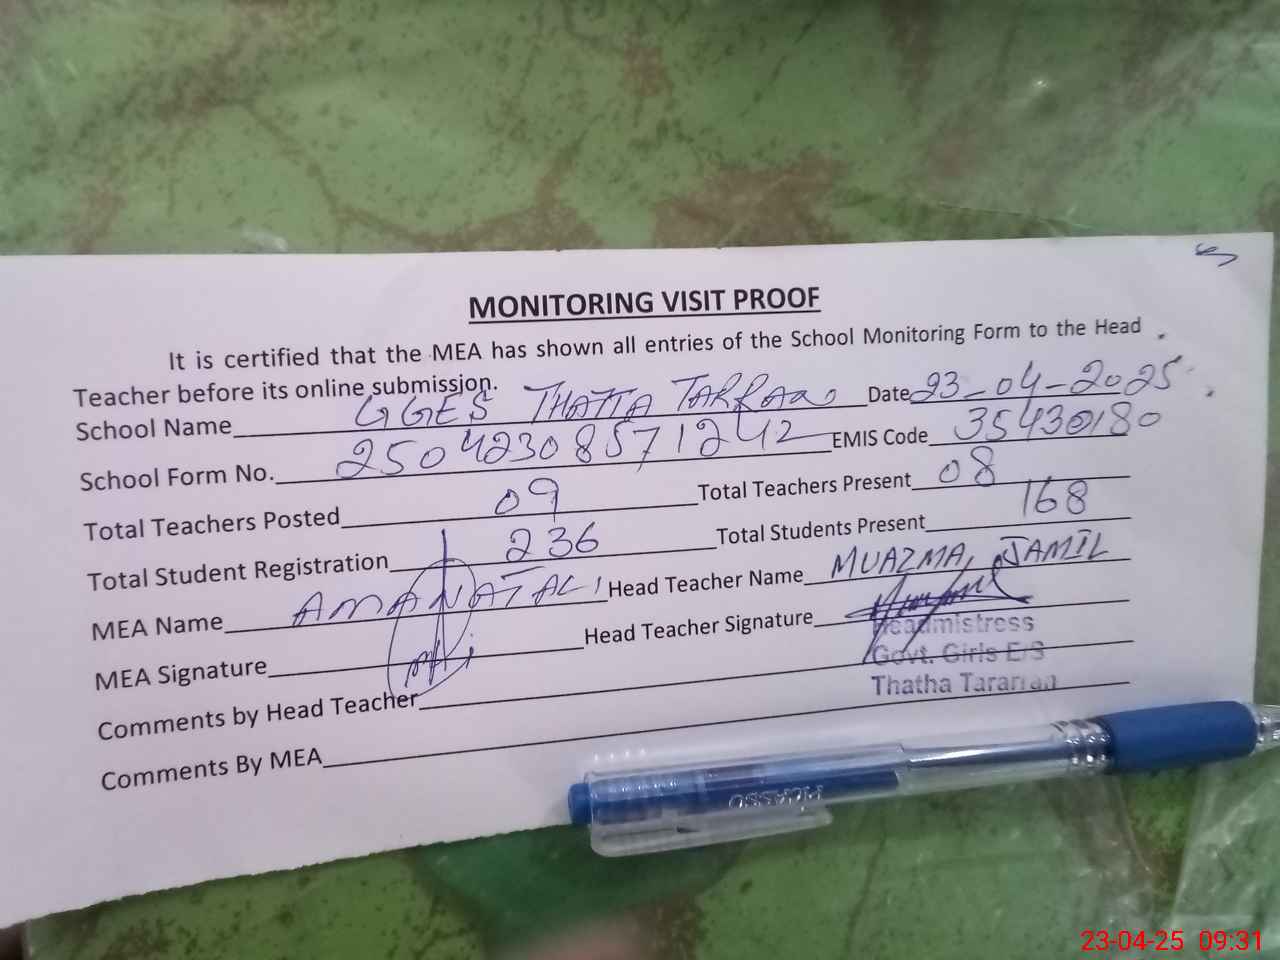 MONITORING VISIT PROOF
It is certified that the MEA has shown all entries of the School Monitoring Form to the Head
Teacher before its online submission.
School Name GGES THATTA Date 23-04-2025
School Form No. 25042308571242 EMIS Code 35430180
Total Teachers Posted 09 Total Teachers Present 08
Total Student Registration 236 Total Students Present 168
MEA Name AMANAT ALI Head Teacher Name MUAZMA JAMIL
MEA Signature Head Teacher Signature
Headmistress
Govt. Girls E/S
Thatha
Comments by Head Teacher
Comments By MEA
PICASSO
23-04-25 09:31